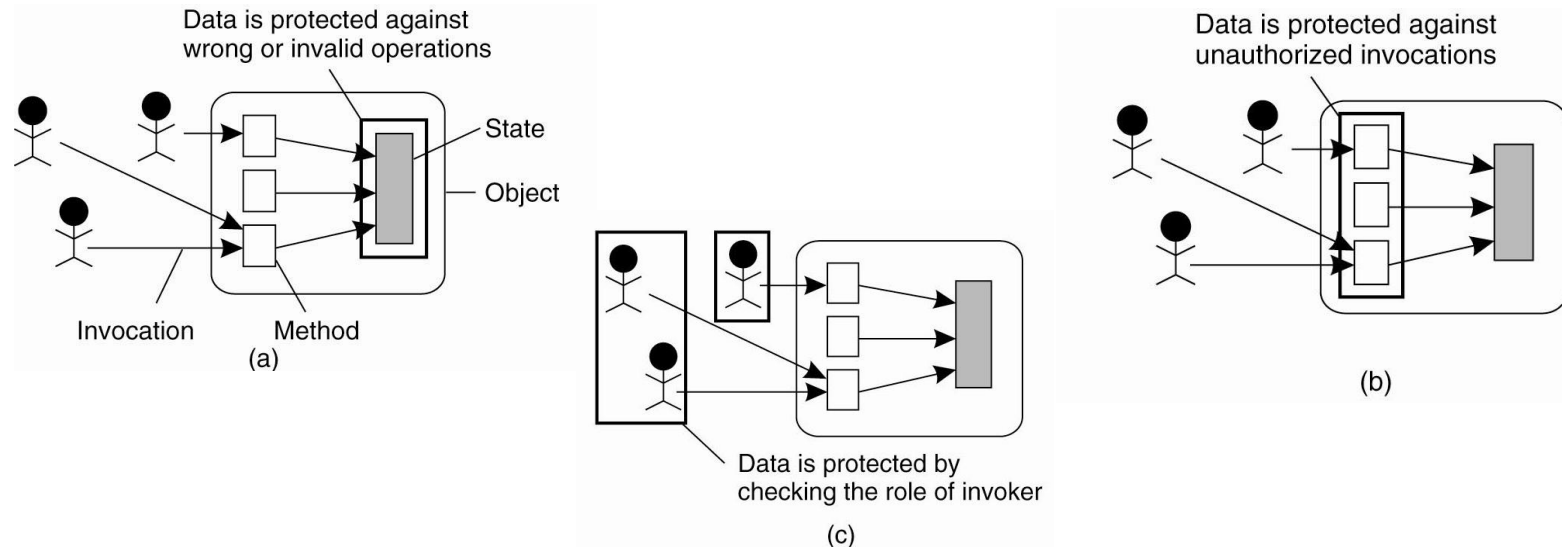 Data is protected against
wrong or invalid operations
State
Object
Invocation
Method
(a)
Data is protected by
checking the role of invoker
(c)
Data is protected against
unauthorized invocations
(b)